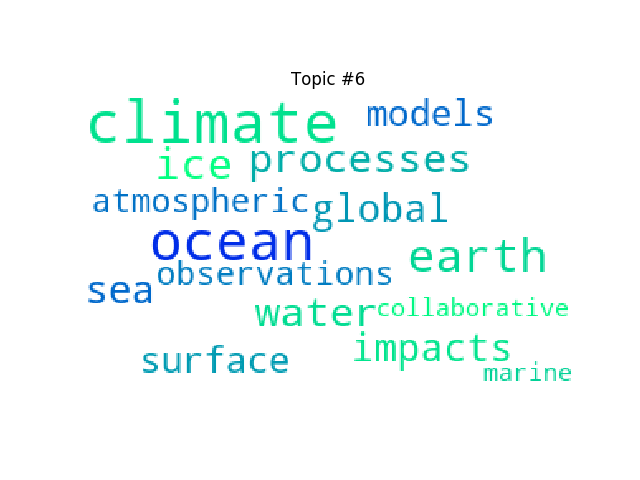 Topic #6
climate models
ice processes
atmospheric global
ocean earth
sea observations
water collaborative
surface impacts
marine